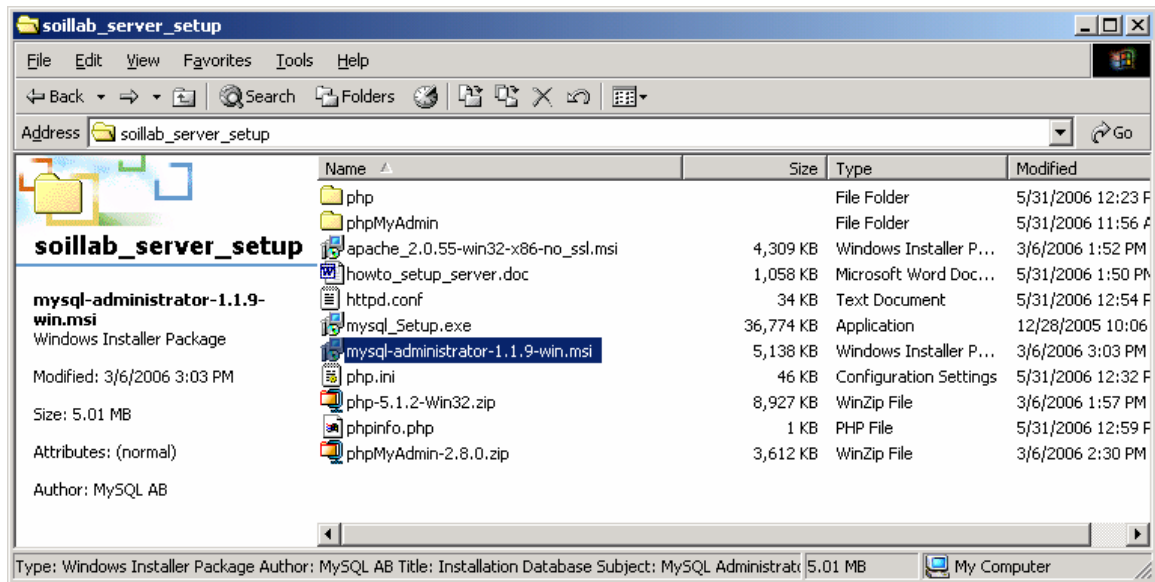 soillab_server_setup
File Edit View Favorites Tools Help
Back Search Folders
Address soillab_server_setup Go
Name Size Type Modified
php File Folder 5/31/2006 12:23 P
phpMyAdmin File Folder 5/31/2006 11:56 A
apache_2.0.55-win32-x86-no_ssl.msi 4,309 KB Windows Installer P... 3/6/2006 1:52 PM
howto_setup_server.doc 1,058 KB Microsoft Word Doc... 5/31/2006 1:50 PM
httpd.conf 34 KB Text Document 5/31/2006 12:54 P
mysql_Setup.exe 36,774 KB Application 12/28/2005 10:06
mysql-administrator-1.1.9-win.msi 5,138 KB Windows Installer P... 3/6/2006 3:03 PM
php.ini 46 KB Configuration Settings 5/31/2006 12:32 P
php-5.1.2-Win32.zip 8,927 KB WinZip File 3/6/2006 1:57 PM
phpinfo.php 1 KB PHP File 5/31/2006 12:59 P
phpMyAdmin-2.8.0.zip 3,612 KB WinZip File 3/6/2006 2:30 PM
soillab_server_setup
mysql-administrator-1.1.9-
win.msi
Windows Installer Package
Modified: 3/6/2006 3:03 PM
Size: 5.01 MB
Attributes: (normal)
Author: MySQL AB
Type: Windows Installer Package Author: MySQL AB Title: Installation Database Subject: MySQL Administrat 5.01 MB My Computer